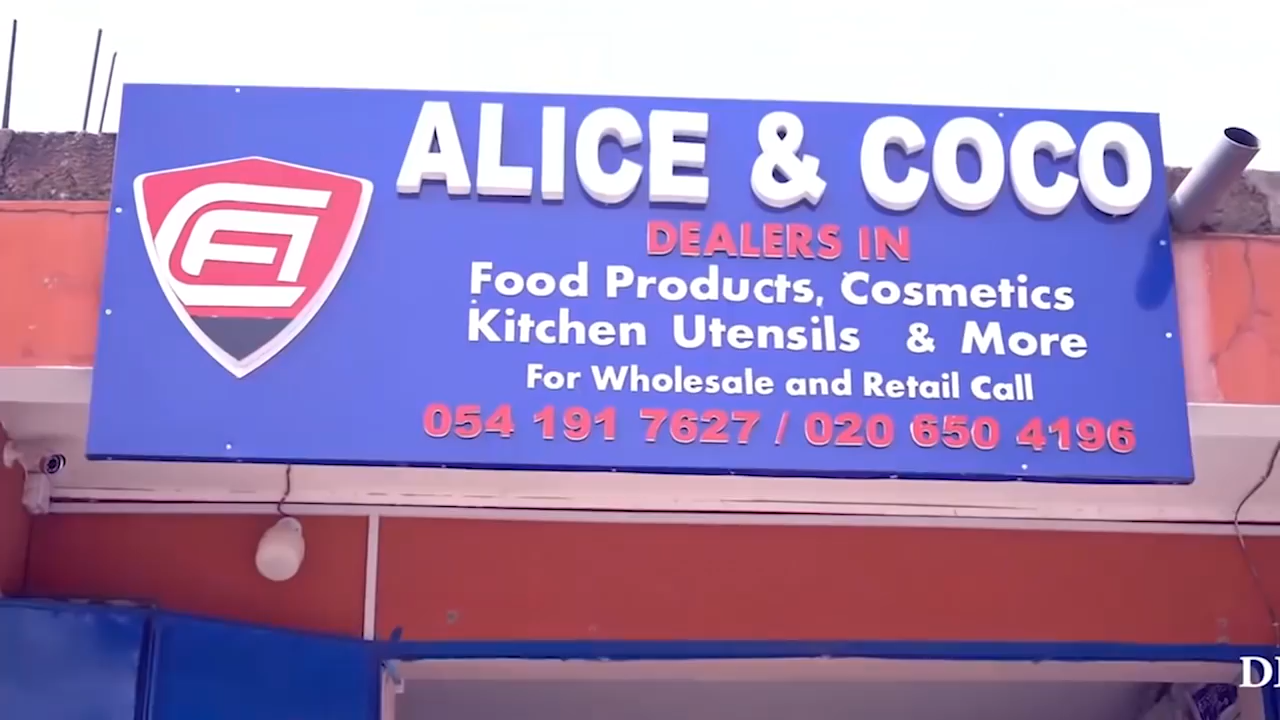 ALICE & COCO
DEALERS IN
Food Products, Cosmetics
Kitchen Utensils & More
For Wholesale and Retail Call
054 191 7627 / 020 650 4196